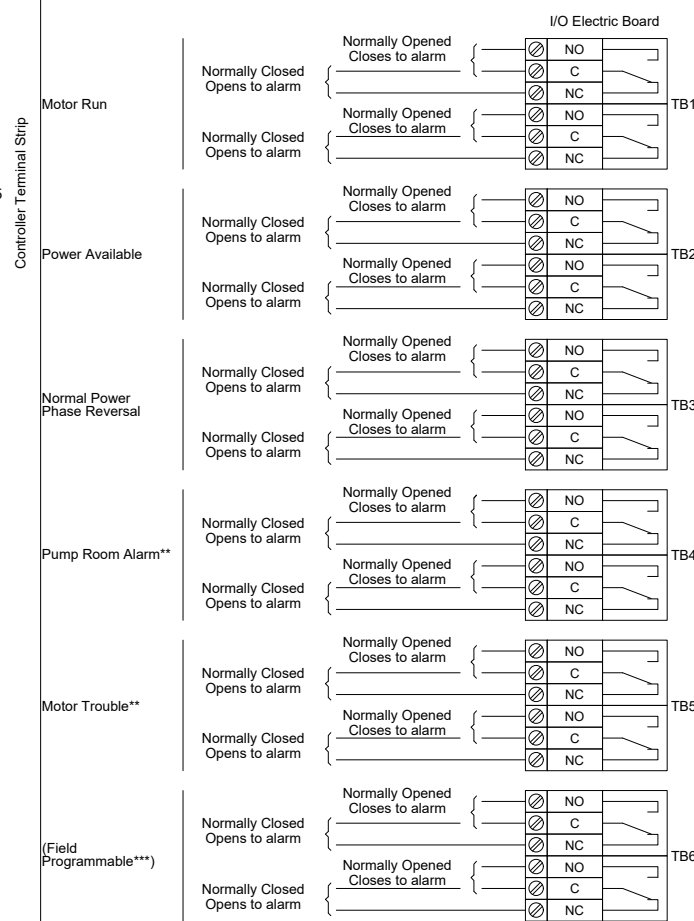 I/O Electric Board
Controller Terminal Strip
Motor Run
Normally Opened
Closes to alarm
NO
Normally Closed
Opens to alarm
C
NC
TB1
Normally Opened
Closes to alarm
NO
Normally Closed
Opens to alarm
C
NC
Power Available
Normally Opened
Closes to alarm
NO
Normally Closed
Opens to alarm
C
NC
TB2
Normally Opened
Closes to alarm
NO
Normally Closed
Opens to alarm
C
NC
Normal Power
Phase Reversal
Normally Opened
Closes to alarm
NO
Normally Closed
Opens to alarm
C
NC
TB3
Normally Opened
Closes to alarm
NO
Normally Closed
Opens to alarm
C
NC
Pump Room Alarm**
Normally Opened
Closes to alarm
NO
Normally Closed
Opens to alarm
C
NC
TB4
Normally Opened
Closes to alarm
NO
Normally Closed
Opens to alarm
C
NC
Motor Trouble**
Normally Opened
Closes to alarm
NO
Normally Closed
Opens to alarm
C
NC
TB5
Normally Opened
Closes to alarm
NO
Normally Closed
Opens to alarm
C
NC
(Field
Programmable***)
Normally Opened
Closes to alarm
NO
Normally Closed
Opens to alarm
C
NC
TB6
Normally Opened
Closes to alarm
NO
Normally Closed
Opens to alarm
C
NC